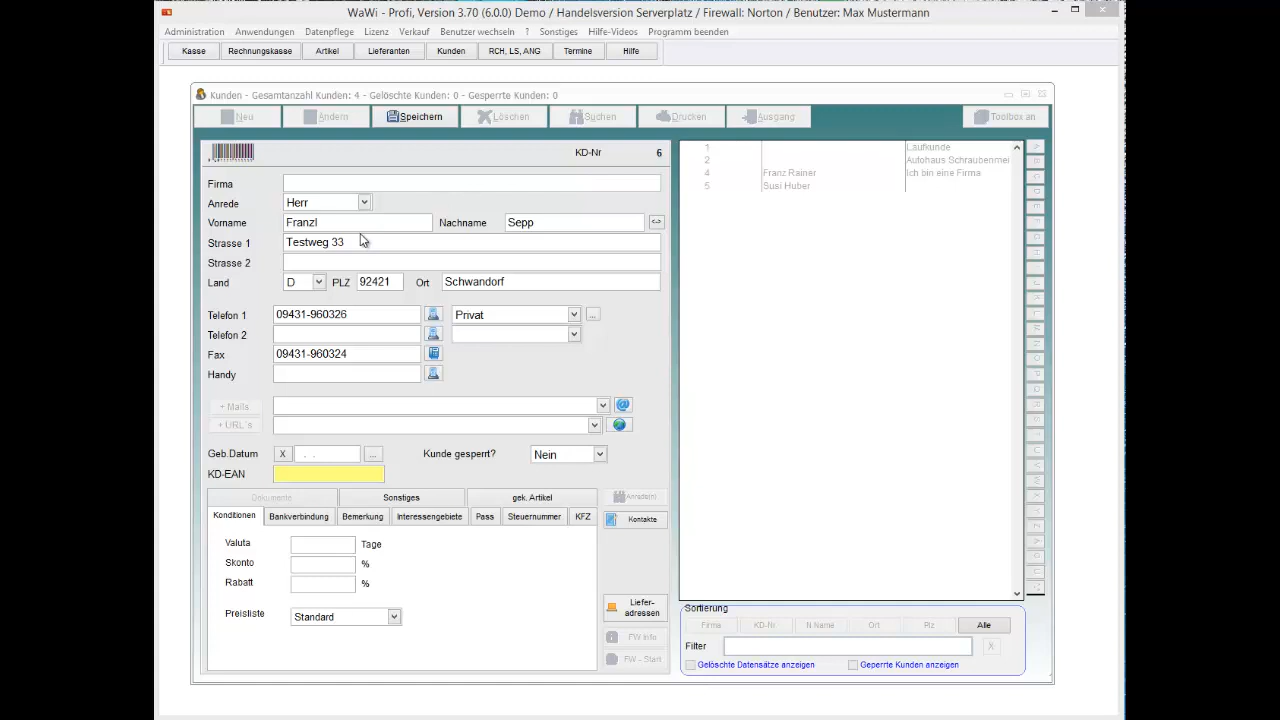 WaWi - Profi, Version 3.70 (6.0.0) Demo / Handelsversion Serverplatz / Firewall: Norton / Benutzer: Max Mustermann
Administration Anwendungen Datenpflege Lizenz Verkauf Benutzer wechseln ? Sonstiges Hilfe-Videos Programm beenden
Kasse Rechnungskasse Artikel Lieferanten Kunden RCH, LS, ANG Termine Hilfe
Kunden - Gesamtanzahl Kunden: 4 - Gelöschte Kunden: 0 - Gesperrte Kunden: 0
Neu Ändern Speichern Löschen Suchen Drucken Ausgang Toolbox an
KD-Nr 6
Firma
Anrede Herr
Vorname Franzl Nachname Sepp <->
Strasse 1 Testweg 33
Strasse 2
Land D PLZ 92421 Ort Schwandorf
Telefon 1 09431-960326 Privat ...
Telefon 2
Fax 09431-960324
Handy
+ Mails
+ URL´s
Geb.Datum X . . ... Kunde gesperrt? Nein
KD-EAN
Dokumente Sonstiges gek. Artikel
Konditionen Bankverbindung Bemerkung Interessengebiete Pass Steuernummer KFZ Kontakte
Valuta Tage
Skonto %
Rabatt %
Preisliste Standard
Liefer-
adressen
FW Info
FW - Start
1 Laufkunde
2 Autohaus Schraubenmei
4 Franz Rainer Ich bin eine Firma
5 Susi Huber
Sortierung
Firma KD-Nr N.Name Ort Plz Alle
Filter X
Gelöschte Datensätze anzeigen Geperrte Kunden anzeigen